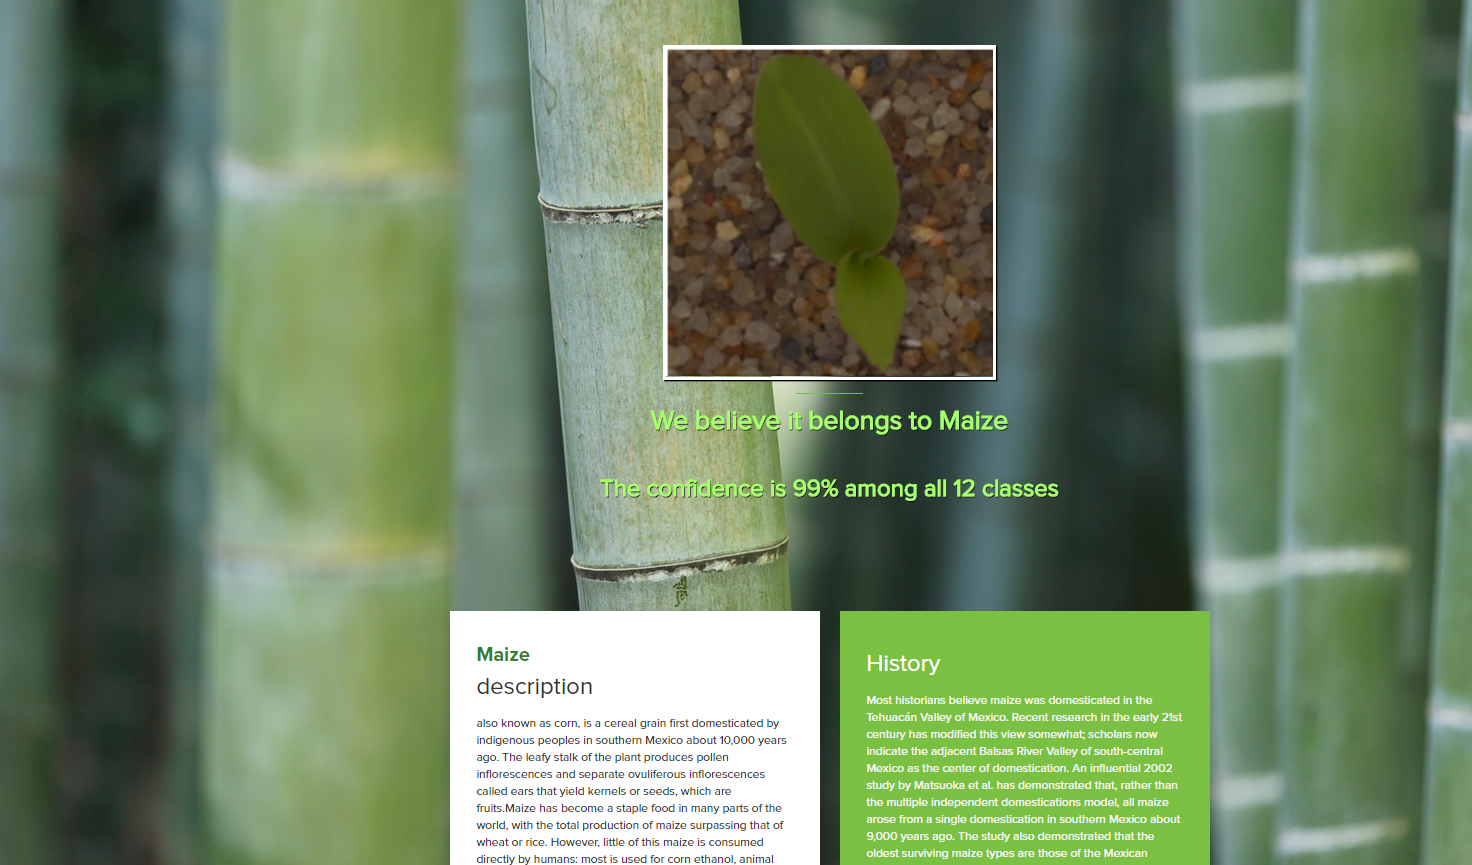 We believe it belongs to Maize
The confidence is 99% among all 12 classes
Maize
description
also known as corn, is a cereal grain first domesticated by
indigenous peoples in southern Mexico about 10,000 years
ago. The leafy stalk of the plant produces pollen
inflorescences and separate ovuliferous inflorescences
called ears that yield kernels or seeds, which are
fruits.Maize has become a staple food in many parts of the
world, with the total production of maize surpassing that of
wheat or rice. However, little of this maize is consumed
directly by humans: most is used for corn ethanol, animal
History
Most historians believe maize was domesticated in the
Tehuacán Valley of Mexico. Recent research in the early 21st
century has modified this view somewhat; scholars now
indicate the adjacent Balsas River Valley of south-central
Mexico as the center of domestication. An influential 2002
study by Matsuoka et al. has demonstrated that, rather than
the multiple independent domestications model, all maize
arose from a single domestication in southern Mexico about
9,000 years ago. The study also demonstrated that the
oldest surviving maize types are those of the Mexican